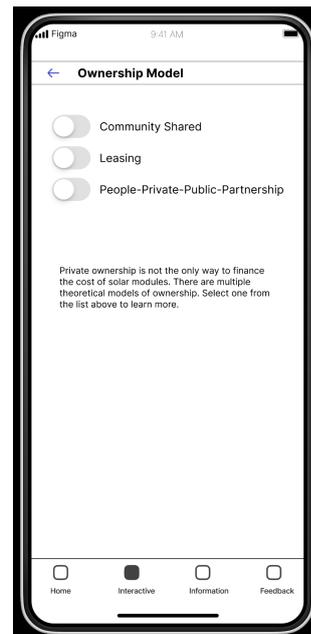 Figma 9:41 AM
← Ownership Model
Community Shared
Leasing
People-Private-Public-Partnership
Private ownership is not the only way to finance
the cost of solar modules. There are multiple
theoretical models of ownership. Select one from
the list above to learn more.
Home Interactive Information Feedback